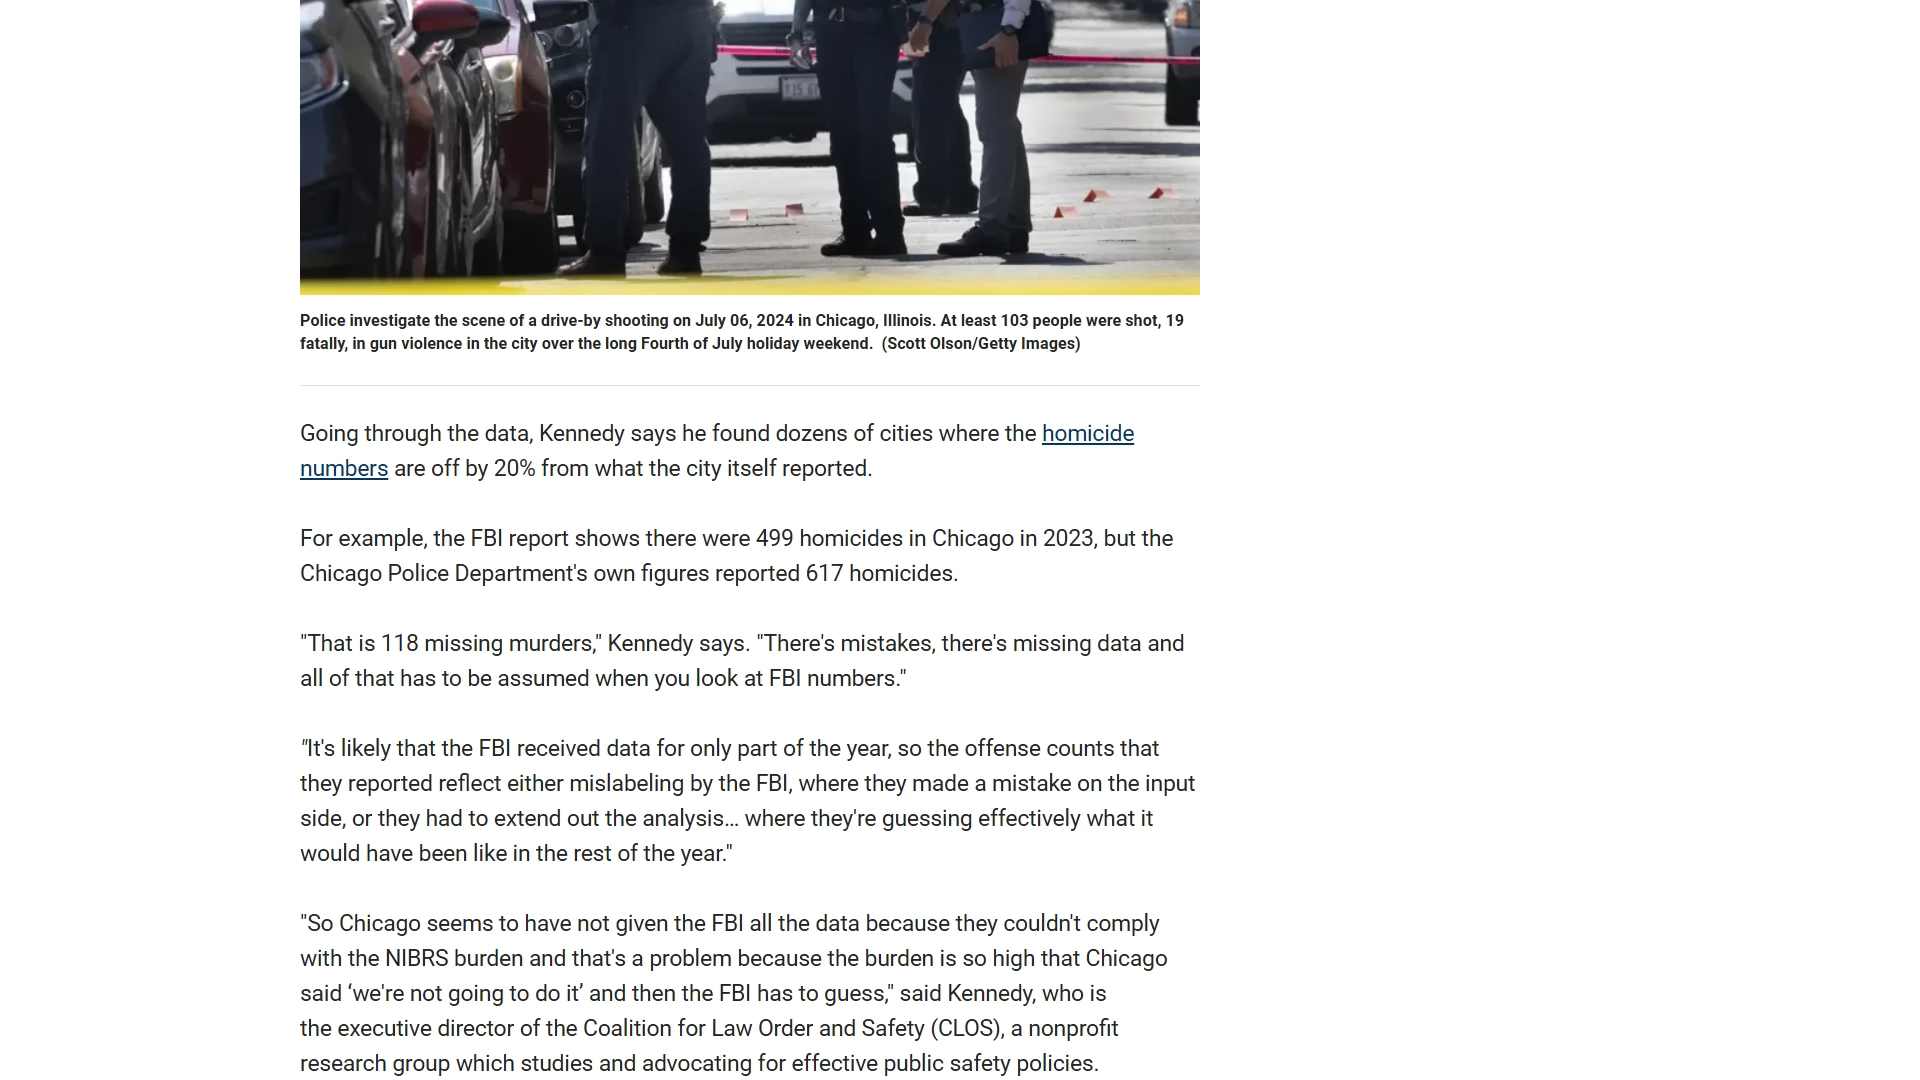 Police investigate the scene of a drive-by shooting on July 06, 2024 in Chicago, Illinois. At least 103 people were shot, 19
fatally, in gun violence in the city over the long Fourth of July holiday weekend.  (Scott Olson/Getty Images)
Going through the data, Kennedy says he found dozens of cities where the homicide
numbers are off by 20% from what the city itself reported.
For example, the FBI report shows there were 499 homicides in Chicago in 2023, but the
Chicago Police Department's own figures reported 617 homicides.
"That is 118 missing murders," Kennedy says. "There's mistakes, there's missing data and
all of that has to be assumed when you look at FBI numbers."
"It's likely that the FBI received data for only part of the year, so the offense counts that
they reported reflect either mislabeling by the FBI, where they made a mistake on the input
side, or they had to extend out the analysis… where they're guessing effectively what it
would have been like in the rest of the year."
"So Chicago seems to have not given the FBI all the data because they couldn't comply
with the NIBRS burden and that's a problem because the burden is so high that Chicago
said ‘we're not going to do it’ and then the FBI has to guess," said Kennedy, who is
the executive director of the Coalition for Law Order and Safety (CLOS), a nonprofit
research group which studies and advocating for effective public safety policies.